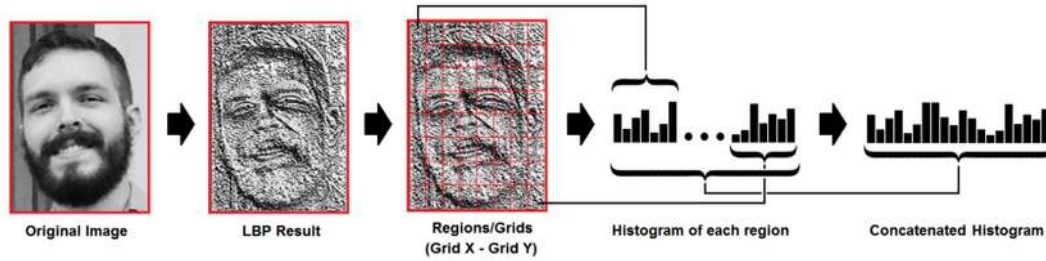 Original Image
LBP Result
Regions/Grids
(Grid X - Grid Y)
Histogram of each region
Concatenated Histogram